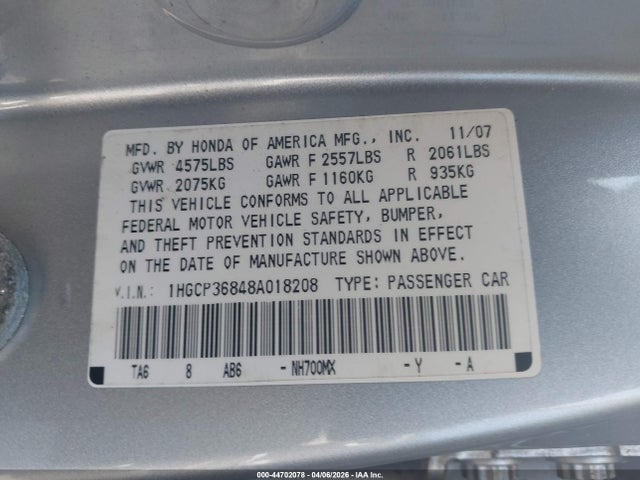 MFD. BY HONDA OF AMERICA MFG., INC. 11/07
GVWR 4575LBS GAWR F 2557LBS R 2061LBS
GVWR 2075KG GAWR F 1160KG R 935KG
THIS VEHICLE CONFORMS TO ALL APPLICABLE
FEDERAL MOTOR VEHICLE SAFETY, BUMPER,
AND THEFT PREVENTION STANDARDS IN EFFECT
ON THE DATE OF MANUFACTURE SHOWN ABOVE.
V.I.N.: 1HGCP36848A018208 TYPE: PASSENGER CAR
TA6 8 AB6 -NH700MX -Y -A
000-44702078 - 04/06/2026 - IAA Inc.